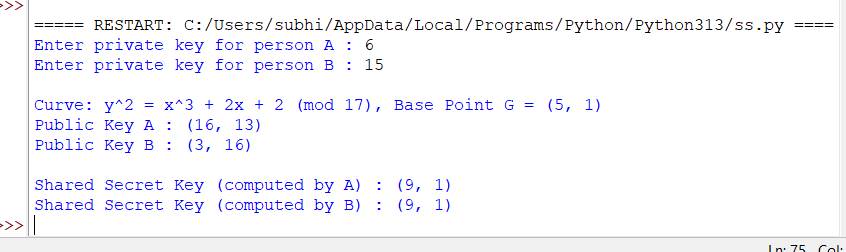 >>>
===== RESTART: C:/Users/subhi/AppData/Local/Programs/Python/Python313/ss.py ====
Enter private key for person A : 6
Enter private key for person B : 15
Curve: y^2 = x^3 + 2x + 2 (mod 17), Base Point G = (5, 1)
Public Key A : (16, 13)
Public Key B : (3, 16)
Shared Secret Key (computed by A) : (9, 1)
Shared Secret Key (computed by B) : (9, 1)
>>>
Ln: 75 Col: